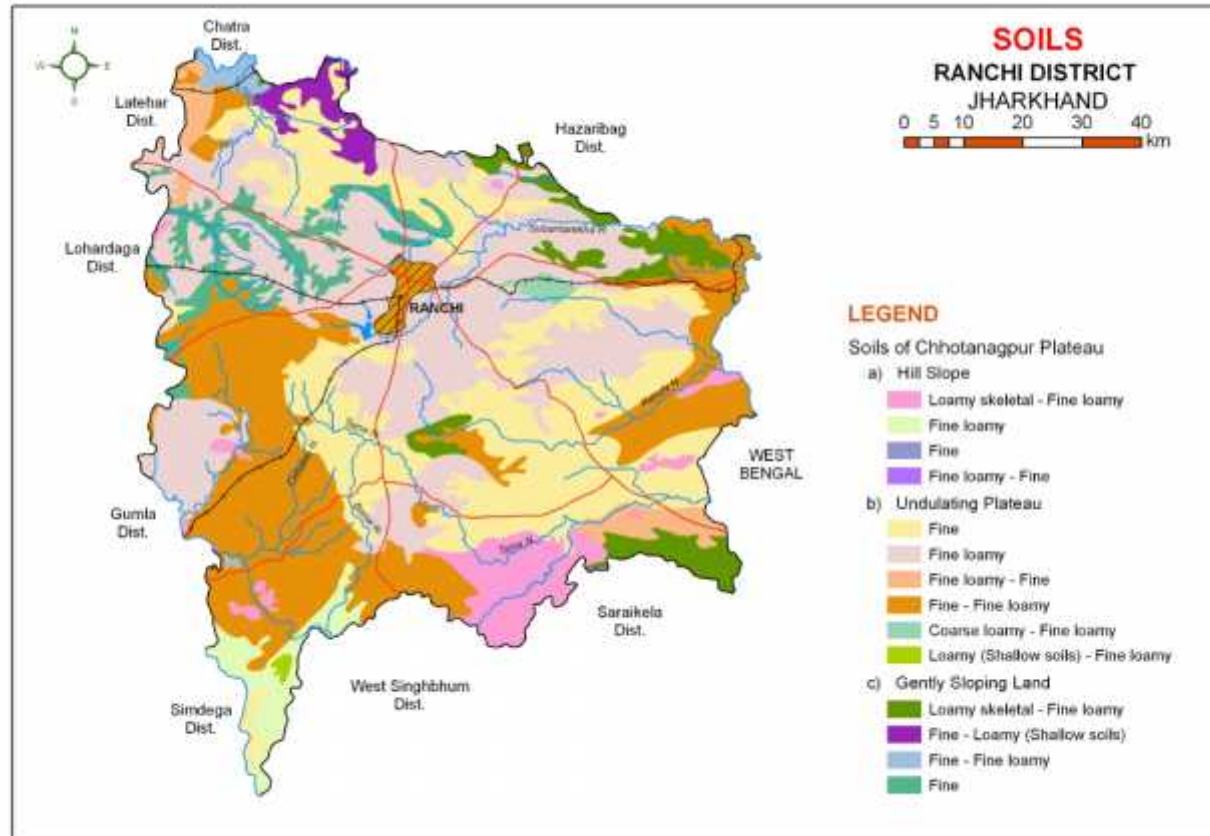 SOILS
RANCHI DISTRICT
JHARKHAND
0 5 10 20 30 40
km
N
W E
S
Chatra
Dist.
Latehar
Dist.
Hazaribag
Dist.
Lohardaga
Dist.
RANCHI
WEST
BENGAL
Gumla
Dist.
Saraikela
Dist.
West Singhbhum
Dist.
Simdega
Dist.
LEGEND
Soils of Chhotanagpur Plateau
a) Hill Slope
Loamy skeletal - Fine loamy
Fine loamy
Fine
Fine loamy - Fine
b) Undulating Plateau
Fine
Fine loamy
Fine loamy - Fine
Fine - Fine loamy
Coarse loamy - Fine loamy
Loamy (Shallow soils) - Fine loamy
c) Gently Sloping Land
Loamy skeletal - Fine loamy
Fine - Loamy (Shallow soils)
Fine - Fine loamy
Fine